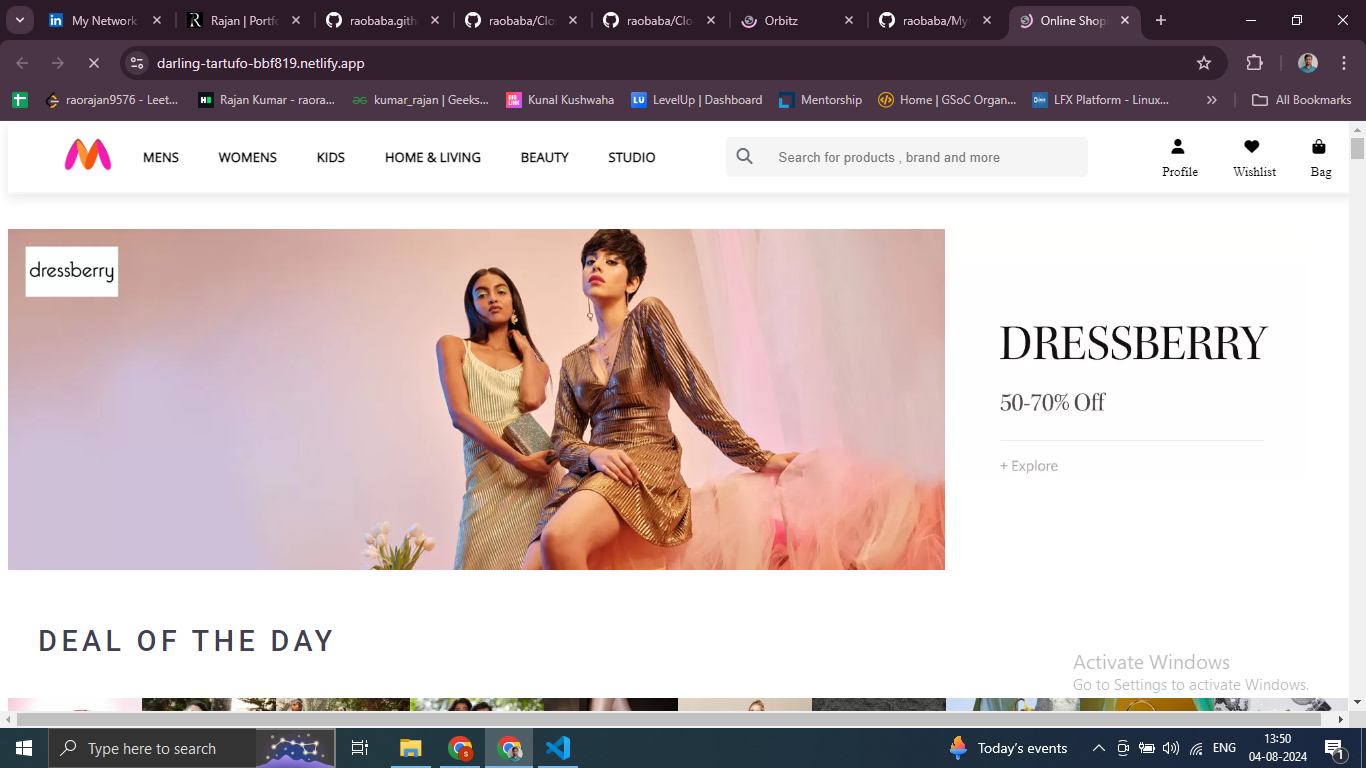 My Network
Rajan | Portf
raobaba.gith
raobaba/Clo
raobaba/Clo
Orbitz
raobaba/My
Online Shop
darling-tartufo-bbf819.netlify.app
raorajan9576 - Leet...
Rajan Kumar - raora...
kumar_rajan | Geeks...
Kunal Kushwaha
LevelUp | Dashboard
Mentorship
Home | GSoC Organ...
LFX Platform - Linux...
All Bookmarks
MENS
WOMENS
KIDS
HOME & LIVING
BEAUTY
STUDIO
Search for products , brand and more
Profile
Wishlist
Bag
dressberry
DRESSBERRY
50-70% Off
+ Explore
DEAL OF THE DAY
Activate Windows
Go to Settings to activate Windows.
Type here to search
Today's events
ENG
13:50
04-08-2024
1